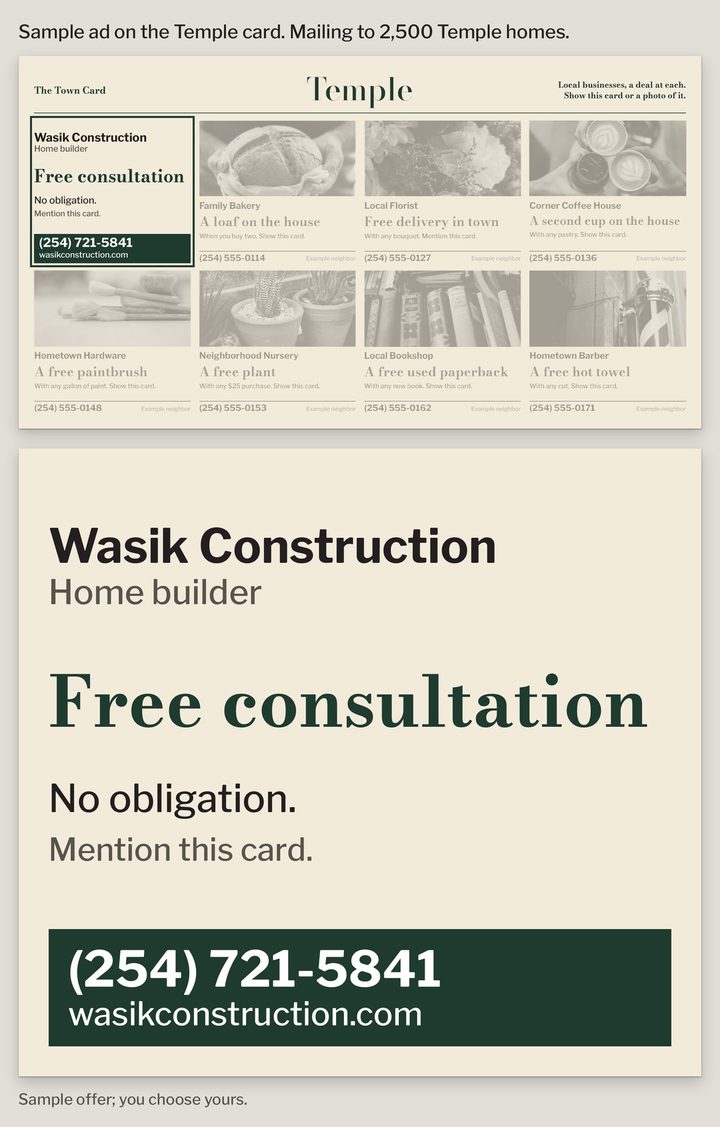 Sample ad on the Temple card. Mailing to 2,500 Temple homes.
The Town Card
Temple
Local businesses, a deal at each.
Show this card or a photo of it.
Wasik Construction
Home builder
Free consultation
No obligation.
Mention this card.
(254) 721-5841
wasikconstruction.com
Family Bakery
A loaf on the house
When you buy two. Show this card.
(254) 555-0114
Example neighbor
Local Florist
Free delivery in town
With any bouquet. Mention this card.
(254) 555-0127
Example neighbor
Corner Coffee House
A second cup on the house
With any pastry. Show this card.
(254) 555-0136
Example neighbor
Hometown Hardware
A free paintbrush
With any gallon of paint. Show this card.
(254) 555-0148
Example neighbor
Neighborhood Nursery
A free plant
With any $25 purchase. Show this card.
(254) 555-0153
Example neighbor
Local Bookshop
A free used paperback
With any new book. Show this card.
(254) 555-0162
Example neighbor
Hometown Barber
A free hot towel
With any cut. Show this card.
(254) 555-0171
Example neighbor
Wasik Construction
Home builder
Free consultation
No obligation.
Mention this card.
(254) 721-5841
wasikconstruction.com
Sample offer; you choose yours.